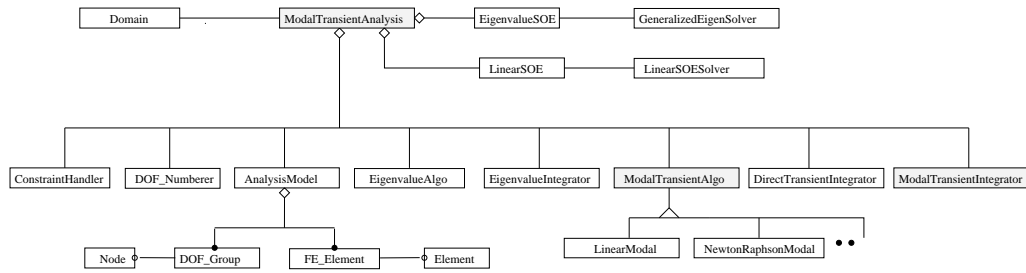 Domain
ModalTransientAnalysis
EigenvalueSOE
GeneralizedEigenSolver
LinearSOE
LinearSOESolver
ConstraintHandler
DOF_Numberer
AnalysisModel
EigenvalueAlgo
EigenvalueIntegrator
ModalTransientAlgo
DirectTransientIntegrator
ModalTransientIntegrator
LinearModal
NewtonRaphsonModal
Node
DOF_Group
FE_Element
Element